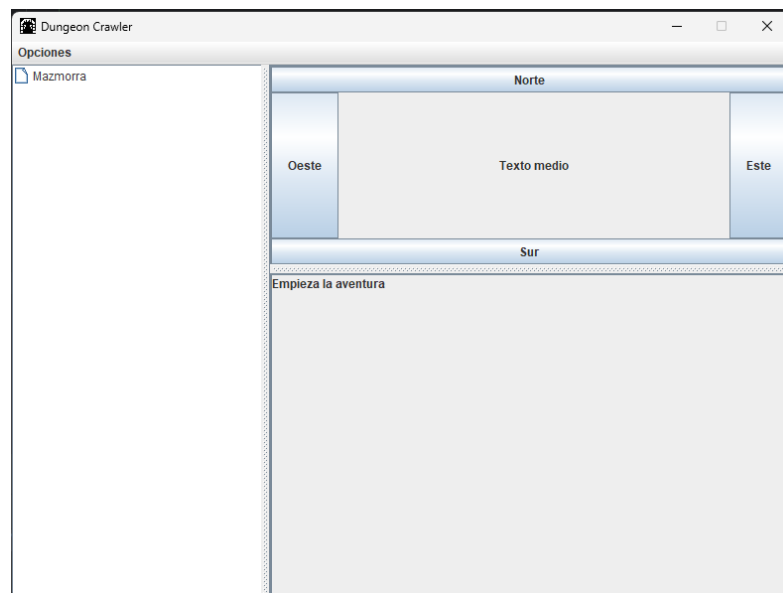 Dungeon Crawler
Opciones
Mazmorra
Norte
Oeste
Texto medio
Este
Sur
Empieza la aventura